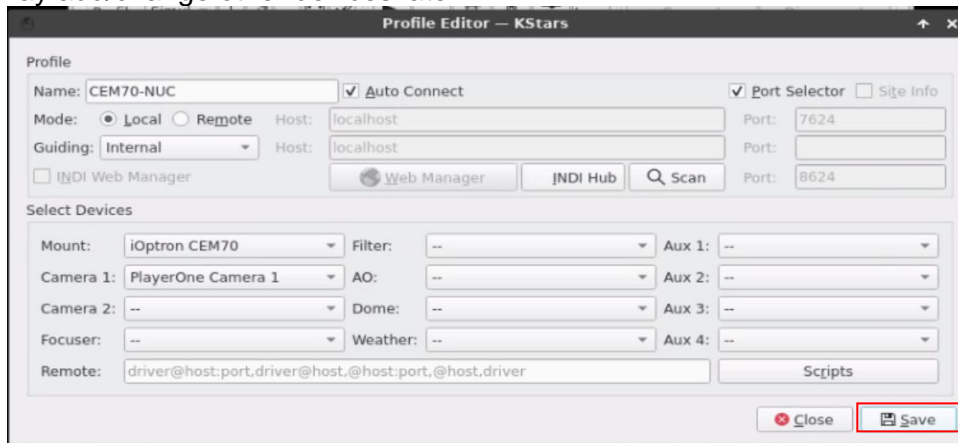 Profile Editor — KStars
Profile
Name: CEM70-NUC Auto Connect Port Selector Site Info
Mode: Local Remote Host: localhost Port: 7624
Guiding: Internal Host: localhost Port:
INDI Web Manager Web Manager INDI Hub Scan Port: 8624
Select Devices
Mount: iOptron CEM70 Filter: -- Aux 1: --
Camera 1: PlayerOne Camera 1 AO: -- Aux 2: --
Camera 2: -- Dome: -- Aux 3: --
Focuser: -- Weather: -- Aux 4: --
Remote: driver@host:port,driver@host,@host:port,@host,driver Scripts
Close Save